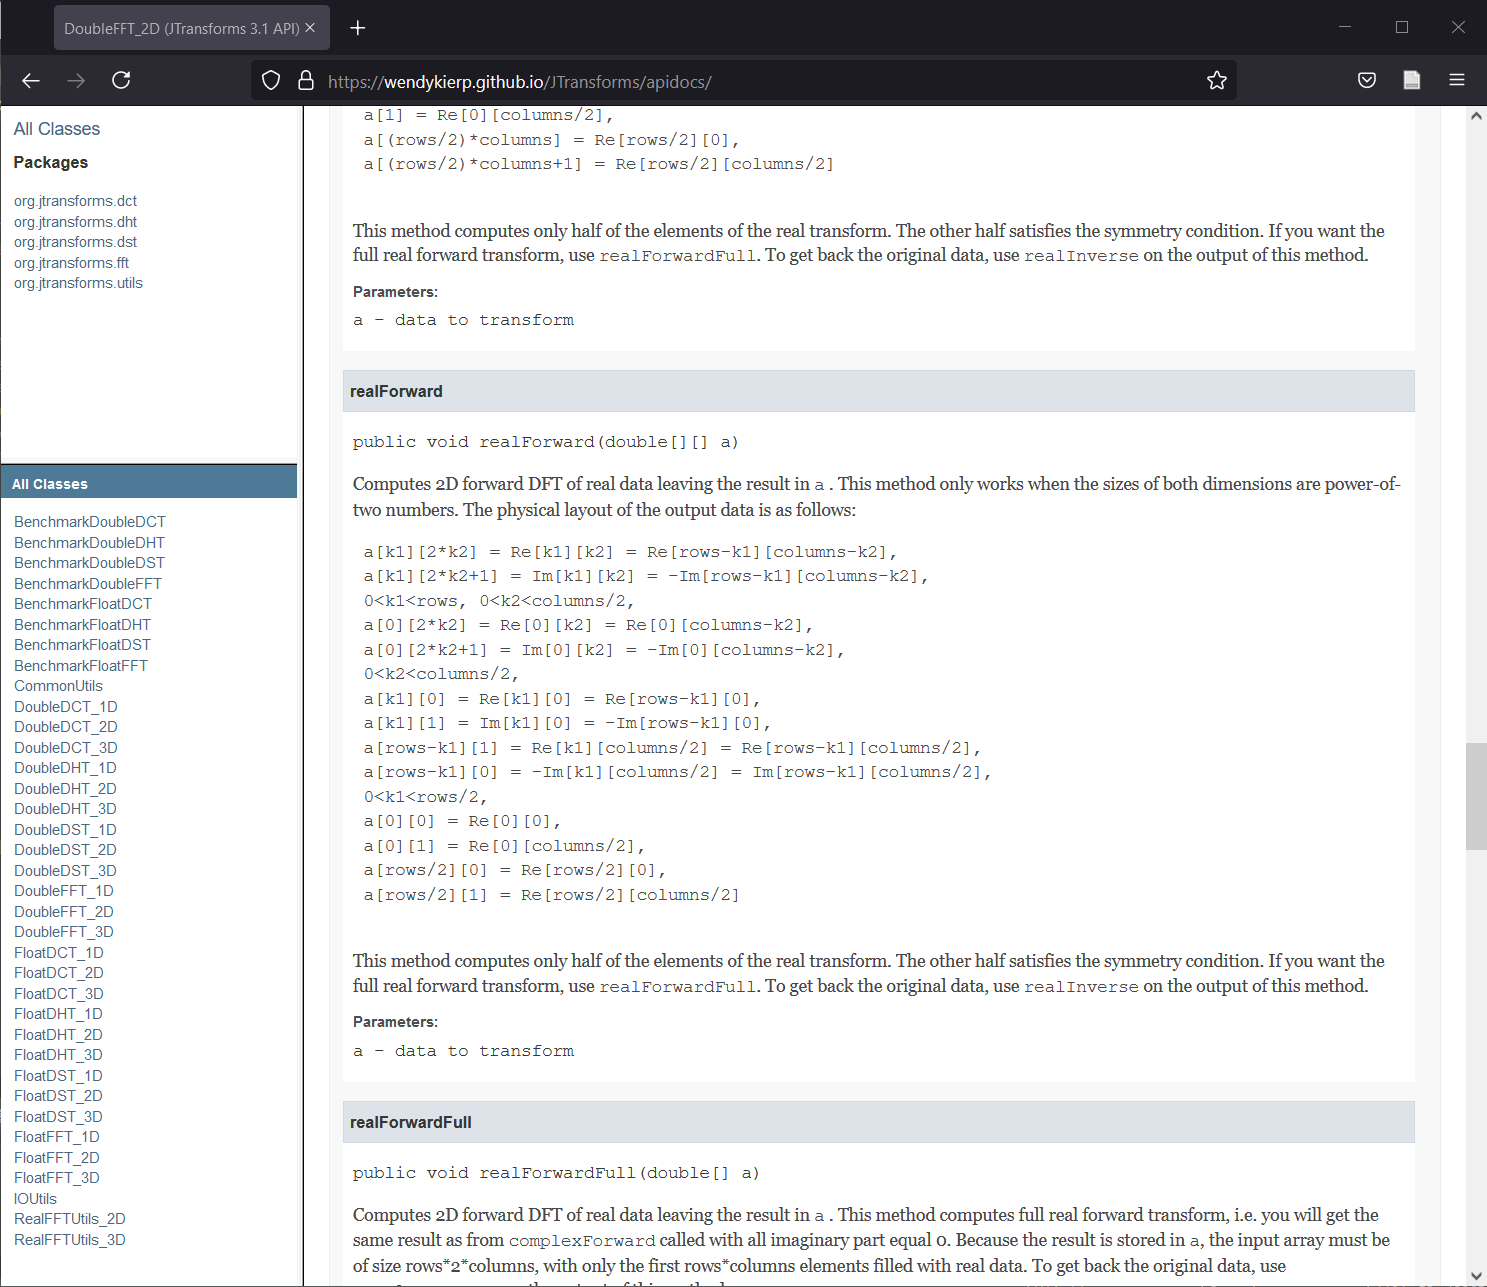 DoubleFFT_2D (JTransforms 3.1 API)
https://wendykierp.github.io/JTransforms/apidocs/
All Classes
Packages
org.jtransforms.dct
org.jtransforms.dht
org.jtransforms.dst
org.jtransforms.fft
org.jtransforms.utils
All Classes
BenchmarkDoubleDCT
BenchmarkDoubleDHT
BenchmarkDoubleDST
BenchmarkDoubleFFT
BenchmarkFloatDCT
BenchmarkFloatDHT
BenchmarkFloatDST
BenchmarkFloatFFT
CommonUtils
DoubleDCT_1D
DoubleDCT_2D
DoubleDCT_3D
DoubleDHT_1D
DoubleDHT_2D
DoubleDHT_3D
DoubleDST_1D
DoubleDST_2D
DoubleDST_3D
DoubleFFT_1D
DoubleFFT_2D
DoubleFFT_3D
FloatDCT_1D
FloatDCT_2D
FloatDCT_3D
FloatDHT_1D
FloatDHT_2D
FloatDHT_3D
FloatDST_1D
FloatDST_2D
FloatDST_3D
FloatFFT_1D
FloatFFT_2D
FloatFFT_3D
IOUtils
RealFFTUtils_2D
RealFFTUtils_3D
a[1] = Re[0][columns/2],
a[(rows/2)*columns] = Re[rows/2][0],
a[(rows/2)*columns+1] = Re[rows/2][columns/2]
This method computes only half of the elements of the real transform. The other half satisfies the symmetry condition. If you want the
full real forward transform, use realForwardFull. To get back the original data, use realInverse on the output of this method.
Parameters:
a - data to transform
realForward
public void realForward(double[][] a)
Computes 2D forward DFT of real data leaving the result in a . This method only works when the sizes of both dimensions are power-of-
two numbers. The physical layout of the output data is as follows:
a[k1][2*k2] = Re[k1][k2] = Re[rows-k1][columns-k2],
a[k1][2*k2+1] = Im[k1][k2] = -Im[rows-k1][columns-k2],
0<k1<rows, 0<k2<columns/2,
a[0][2*k2] = Re[0][k2] = Re[0][columns-k2],
a[0][2*k2+1] = Im[0][k2] = -Im[0][columns-k2],
0<k2<columns/2,
a[k1][0] = Re[k1][0] = Re[rows-k1][0],
a[k1][1] = Im[k1][0] = -Im[rows-k1][0],
a[rows-k1][1] = Re[k1][columns/2] = Re[rows-k1][columns/2],
a[rows-k1][0] = -Im[k1][columns/2] = Im[rows-k1][columns/2],
0<k1<rows/2,
a[0][0] = Re[0][0],
a[0][1] = Re[0][columns/2],
a[rows/2][0] = Re[rows/2][0],
a[rows/2][1] = Re[rows/2][columns/2]
This method computes only half of the elements of the real transform. The other half satisfies the symmetry condition. If you want the
full real forward transform, use realForwardFull. To get back the original data, use realInverse on the output of this method.
Parameters:
a - data to transform
realForwardFull
public void realForwardFull(double[] a)
Computes 2D forward DFT of real data leaving the result in a . This method computes full real forward transform, i.e. you will get the
same result as from complexForward called with all imaginary part equal 0. Because the result is stored in a, the input array must be
of size rows*2*columns, with only the first rows*columns elements filled with real data. To get back the original data, use